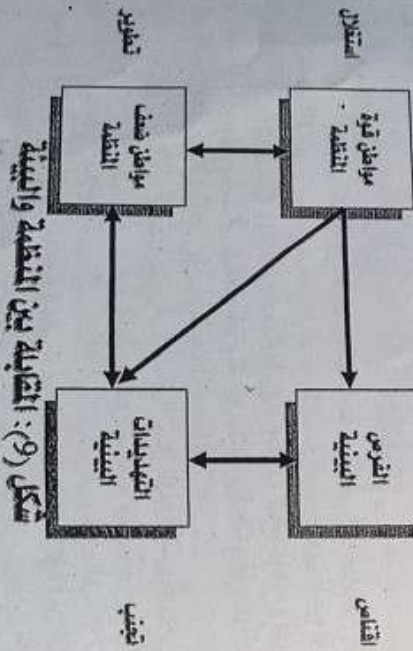 استغلال
اقتناص
مواطن قوة
المنظمة
الفرص
البيئية
مواطن ضعف
المنظمة
التهديدات
البيئية
تطوير
تجنب
شكل (9): المقاربة بين المنظمة والبيئة